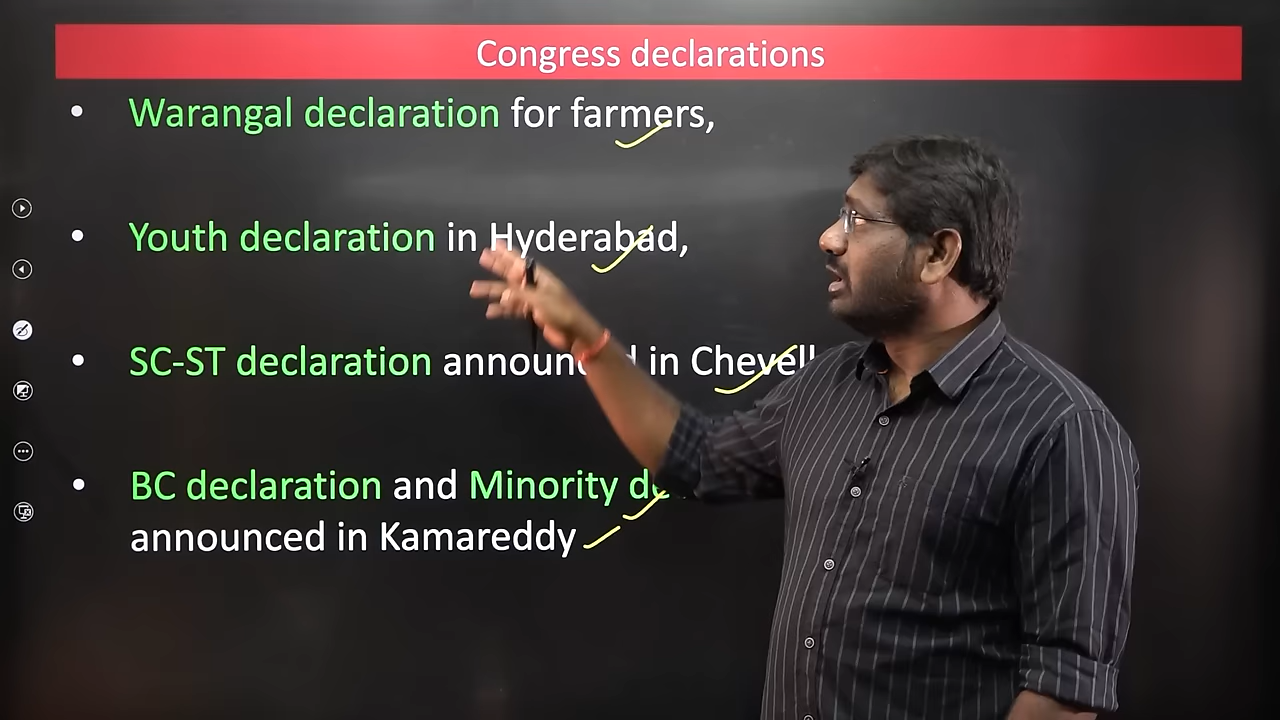 Congress declarations
• Warangal declaration for farmers,
• Youth declaration in Hyderabad,
• SC-ST declaration in
• BC declaration and Minority
announced in Kamareddy